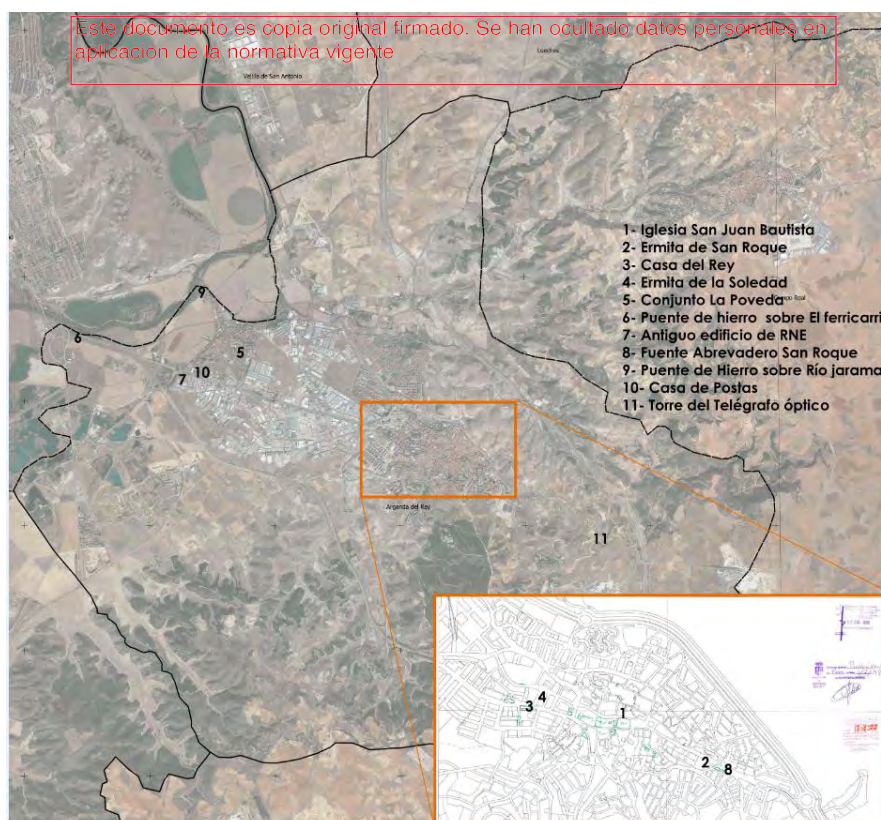 Este documento es copia original firmado. Se han ocultado datos personales en
aplicación de la normativa vigente
Loeches
Velilla de San Antonio
1- Iglesia San Juan Bautista
2- Ermita de San Roque
3- Casa del Rey
4- Ermita de la Soledad
5- Conjunto La Poveda
6- Puente de hierro sobre El ferricarri
7- Antiguo edificio de RNE
8- Fuente Abrevadero San Roque
9- Puente de Hierro sobre Río jarama
10- Casa de Postas
11- Torre del Telégrafo óptico
Real
9
6
5
10
7
Arganda del Rey
11
4
3
1
2
8